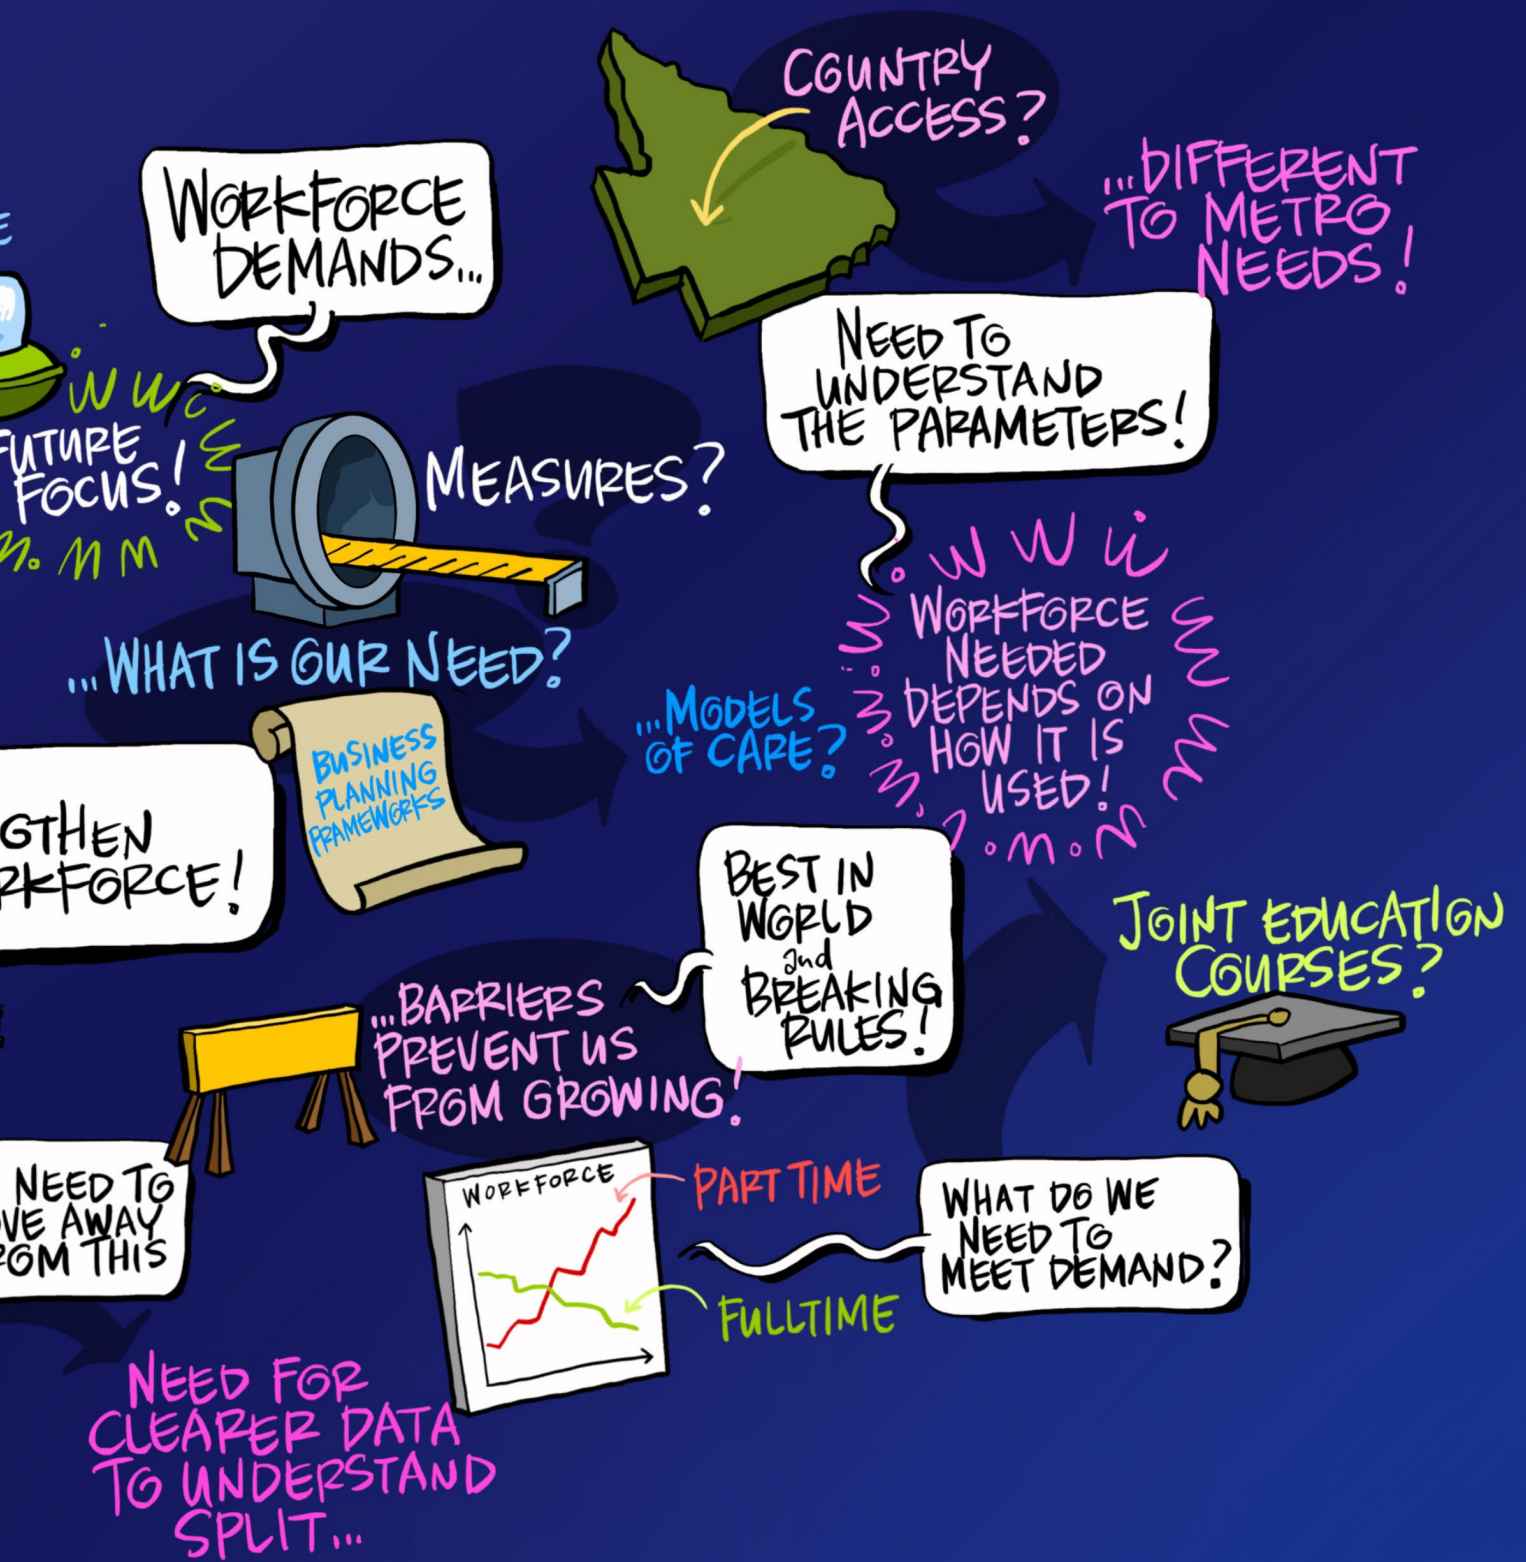 COUNTRY
ACCESS?
...DIFFERENT
TO METRO
NEEDS!
WORKFORCE
DEMANDS...
NEED TO
UNDERSTAND
THE PARAMETERS!
FUTURE
FOCUS!
MEASURES?
...WHAT IS OUR NEED?
BUSINESS
PLANNING
FRAMEWORKS
...MODELS
OF CARE?
WORKFORCE
NEEDED
DEPENDS ON
HOW IT IS
USED!
GTHEN
RKFORCE!
BEST IN
WORLD
and
BREAKING
RULES!
JOINT EDUCATION
COURSES?
...BARRIERS
PREVENT US
FROM GROWING!
NEED TO
VE AWAY
ROM THIS
WORKFORCE
PART TIME
FULLTIME
WHAT DO WE
NEED TO
MEET DEMAND?
NEED FOR
CLEARER DATA
TO UNDERSTAND
SPLIT...